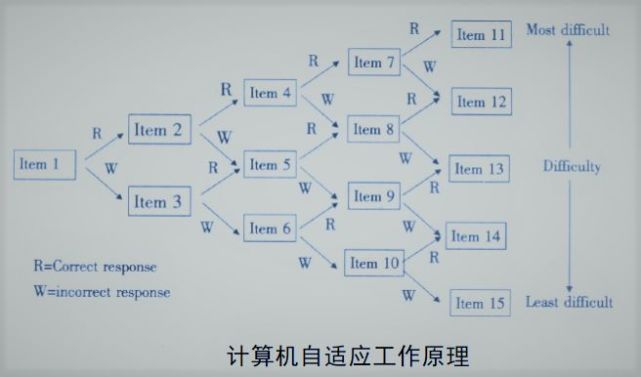 R
Item 11
Most difficult
R
Item 7
W
R
Item 4
W
R
Item 12
R
Item 2
W
R
Item 8
W
Item 1
W
R
Item 5
W
R
Item 13
Difficulty
Item 3
W
R
Item 9
W
Item 6
W
R
Item 14
R=Correct response
Item 10
W
Item 15
Least difficult
W=incorrect response
计算机自适应工作原理